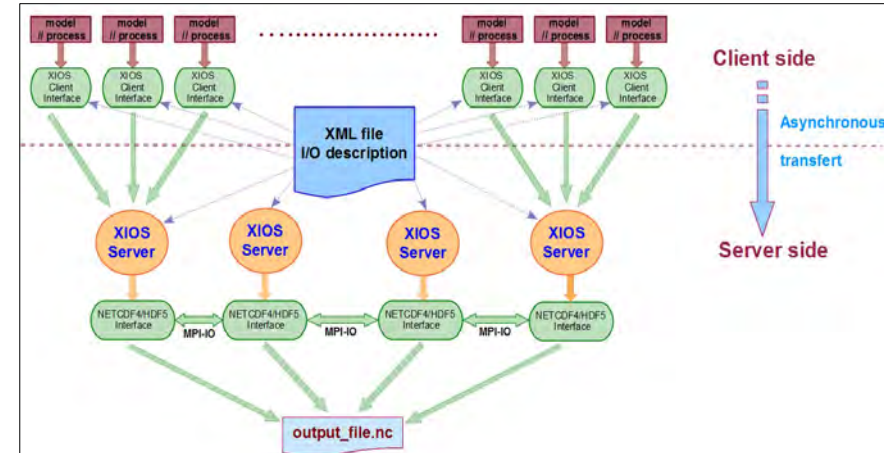 model
// process
model
// process
model
// process
model
// process
model
// process
model
// process
XIOS
Client
Interface
XIOS
Client
Interface
XIOS
Client
Interface
XIOS
Client
Interface
XIOS
Client
Interface
XIOS
Client
Interface
Client side
XML file
I/O description
Asynchronous
transfert
XIOS
Server
XIOS
Server
XIOS
Server
XIOS
Server
Server side
NETCDF4/HDF5
Interface
NETCDF4/HDF5
Interface
NETCDF4/HDF5
Interface
NETCDF4/HDF5
Interface
MPI-IO
MPI-IO
MPI-IO
output_file.nc